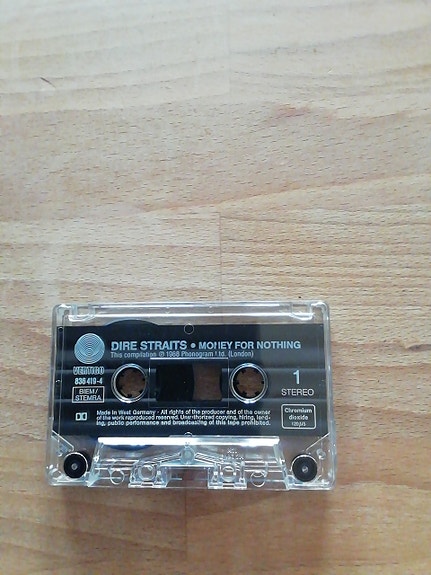 DIRE STRAITS • MONEY FOR NOTHING
This compilation ℗ 1988 Phonogram Ltd. (London)
VERTIGO
836 419-4
BIEM/
STEMRA
1
STEREO
Made in West Germany - All rights of the producer and of the owner
of the work reproduced reserved. Unauthorized copying, hiring, lend-
ing, public performance and broadcasting of this tape prohibited.
Chromium
dioxide
120 µs